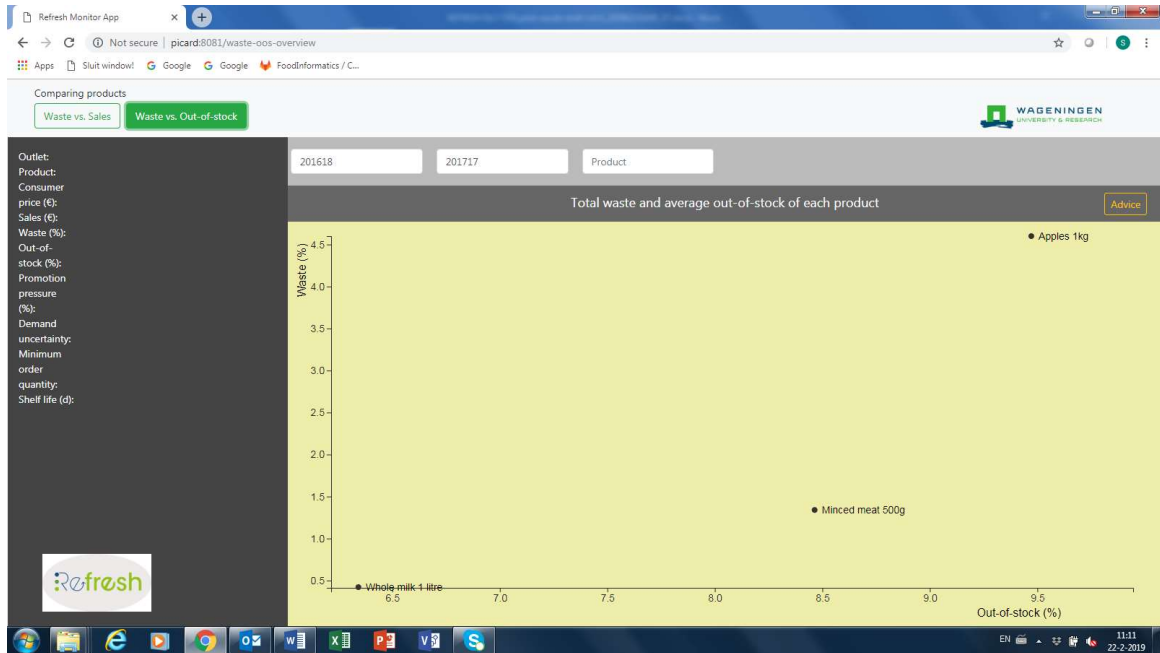 Refresh Monitor App
Not secure | picard:8081/waste-oos-overview
S
Apps Sluit window! Google Google FoodInformatics / C...
Comparing products
Waste vs. Sales Waste vs. Out-of-stock
WAGENINGEN
UNIVERSITY & RESEARCH
Outlet:
Product:
Consumer
price (€):
Sales (€):
Waste (%):
Out-of-
stock (%):
Promotion
pressure
(%):
Demand
uncertainty:
Minimum
order
quantity:
Shelf life (d):
Refresh
201618 201717 Product
Total waste and average out-of-stock of each product Advice
Waste (%)
4.5
4.0
3.5
3.0
2.5
2.0
1.5
1.0
0.5
Apples 1kg
Minced meat 500g
Whole milk 1 litre
6.5 7.0 7.5 8.0 8.5 9.0 9.5
Out-of-stock (%)
EN 11:11
22-2-2019